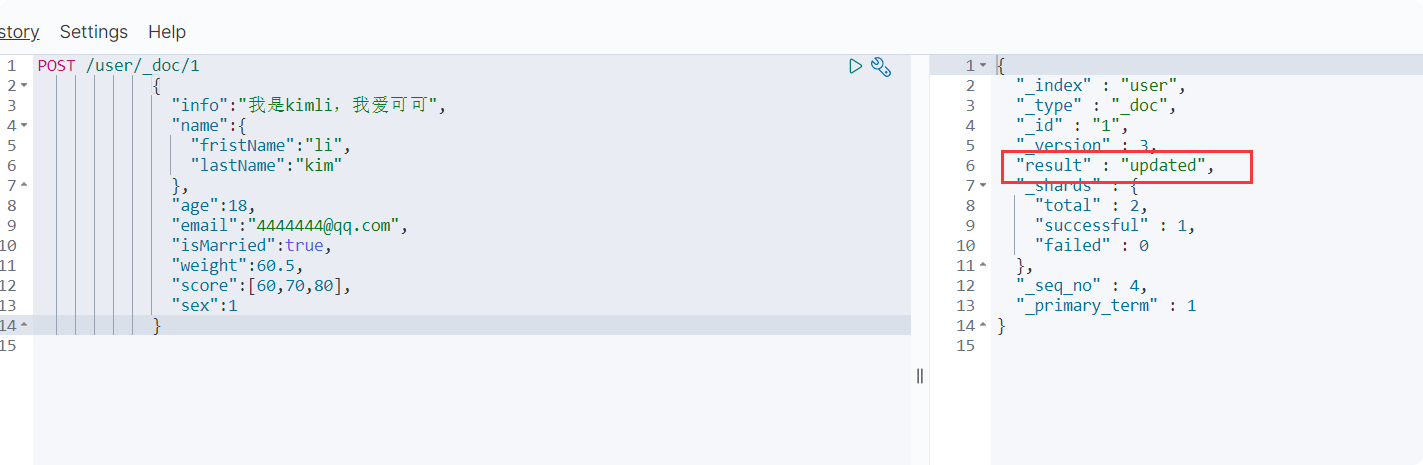 story Settings Help
1 POST /user/_doc/1
2 {
3 "info":"我是kimli，我爱可可",
4 "name":{
5 "fristName":"li",
6 "lastName":"kim"
7 },
8 "age":18,
9 "email":"4444444@qq.com",
10 "isMarried":true,
11 "weight":60.5,
12 "score":[60,70,80],
13 "sex":1
14 }
15
1 {
2 "_index" : "user",
3 "_type" : "_doc",
4 "_id" : "1",
5 "_version" : 3,
6 "result" : "updated",
7 "_shards" : {
8 "total" : 2,
9 "successful" : 1,
10 "failed" : 0
11 },
12 "_seq_no" : 4,
13 "_primary_term" : 1
14 }
15